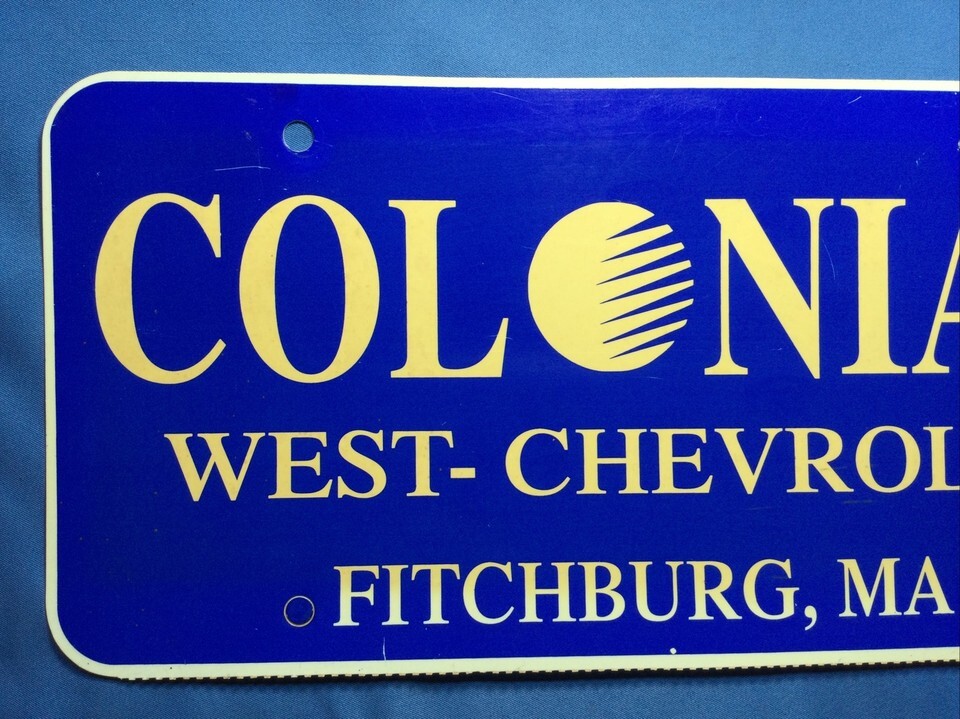 COLONIA
WEST- CHEVROL
FITCHBURG, MA